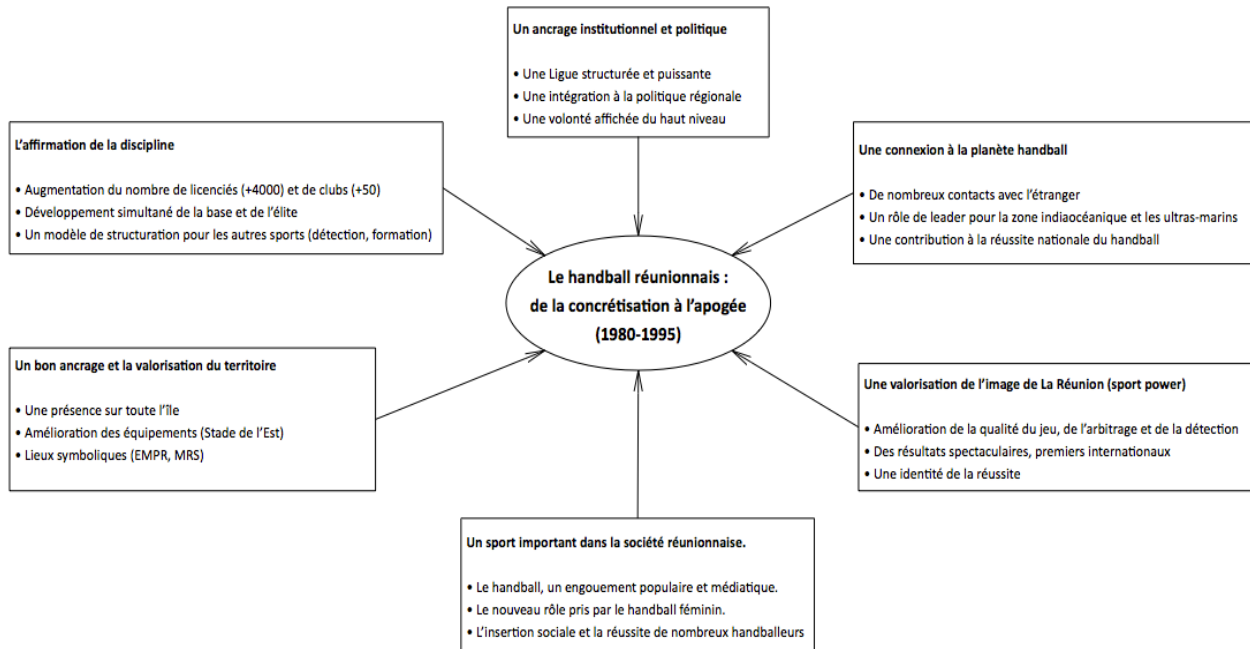 Un ancrage institutionnel et politique
• Une Ligue structurée et puissante
• Une intégration à la politique régionale
• Une volonté affichée du haut niveau
L'affirmation de la discipline
• Augmentation du nombre de licenciés (+4000) et de clubs (+50)
• Développement simultané de la base et de l'élite
• Un modèle de structuration pour les autres sports (détection, formation)
Une connexion à la planète handball
• De nombreux contacts avec l'étranger
• Un rôle de leader pour la zone indiaocéanique et les ultras-marins
• Une contribution à la réussite nationale du handball
Le handball réunionnais :
de la concrétisation à l'apogée
(1980-1995)
Un bon ancrage et la valorisation du territoire
• Une présence sur toute l'île
• Amélioration des équipements (Stade de l'Est)
• Lieux symboliques (EMPR, MRS)
Une valorisation de l'image de La Réunion (sport power)
• Amélioration de la qualité du jeu, de l'arbitrage et de la détection
• Des résultats spectaculaires, premiers internationaux
• Une identité de la réussite
Un sport important dans la société réunionnaise.
• Le handball, un engouement populaire et médiatique.
• Le nouveau rôle pris par le handball féminin.
• L'insertion sociale et la réussite de nombreux handballeurs